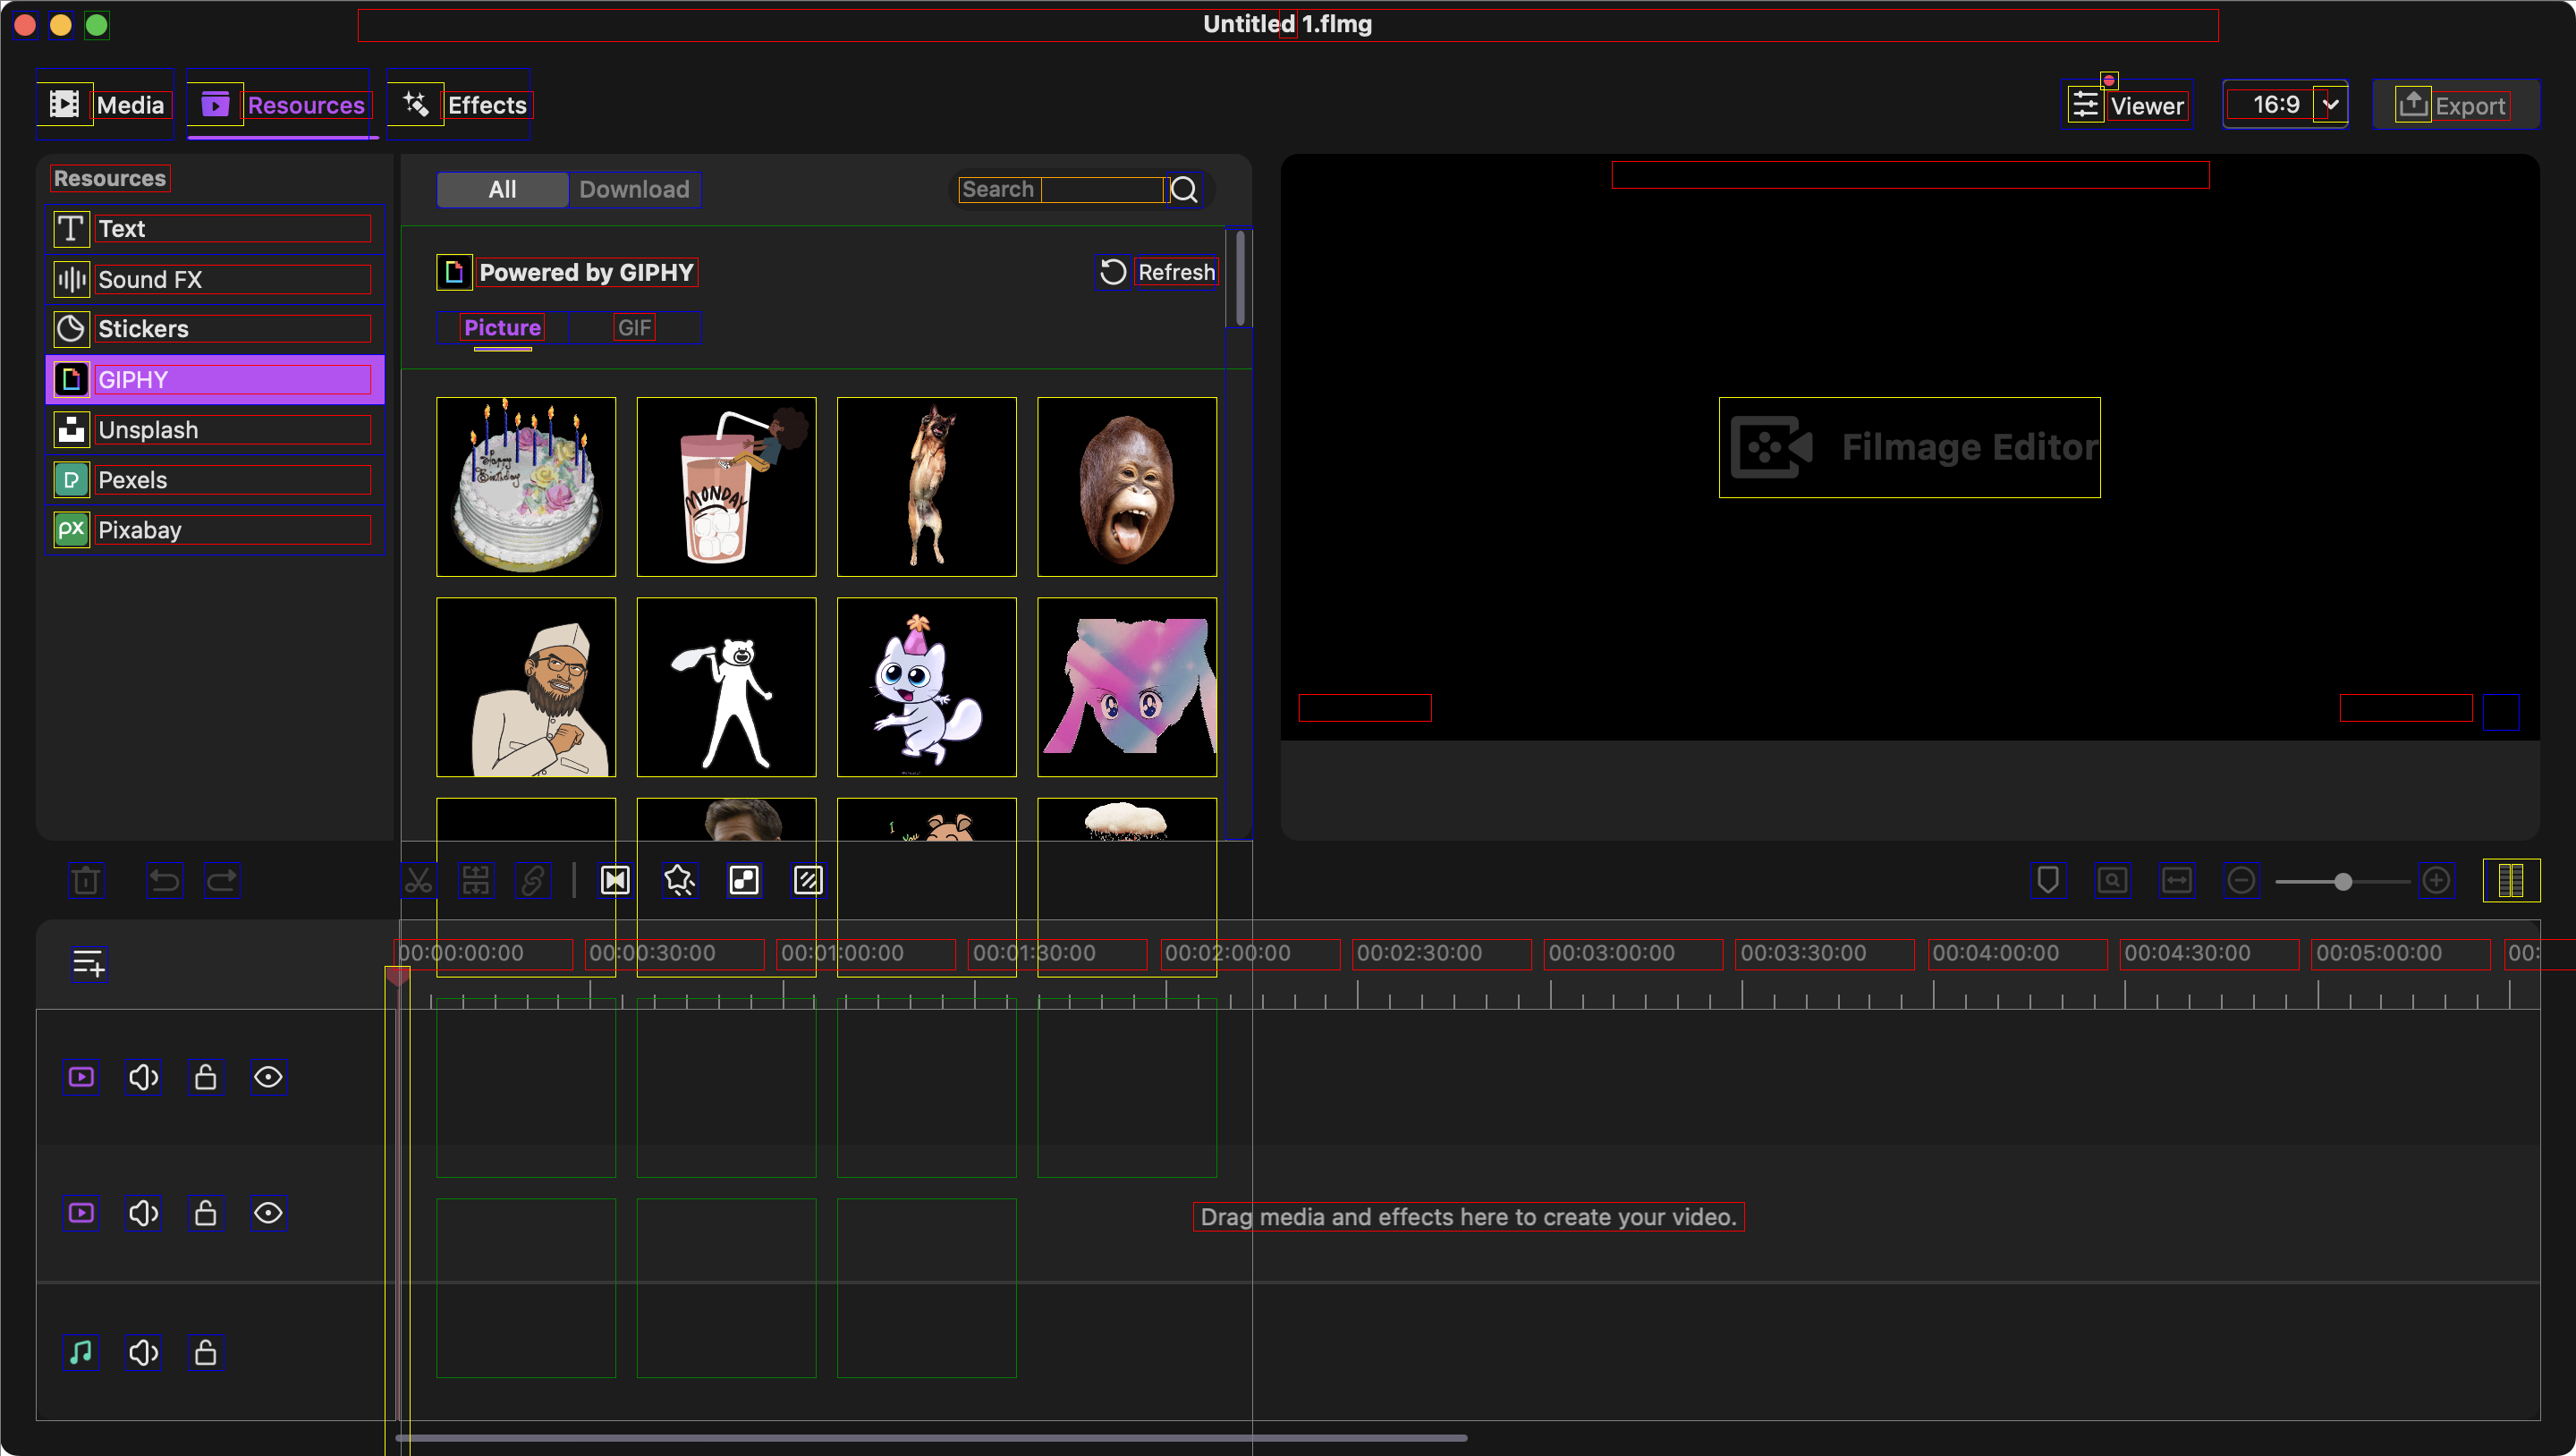 Untitled 1.flmg
Media
Resources
Effects
Viewer
16:9
Export
Resources
Text
Sound FX
Stickers
GIPHY
Unsplash
Pexels
Pixabay
All
Download
Search
Powered by GIPHY
Refresh
Picture
GIF
Happy
Birthday
MONDAY
I
You
Filmage Editor
00:00:00:00
00:00:30:00
00:01:00:00
00:01:30:00
00:02:00:00
00:02:30:00
00:03:00:00
00:03:30:00
00:04:00:00
00:04:30:00
00:05:00:00
00:
Drag media and effects here to create your video.